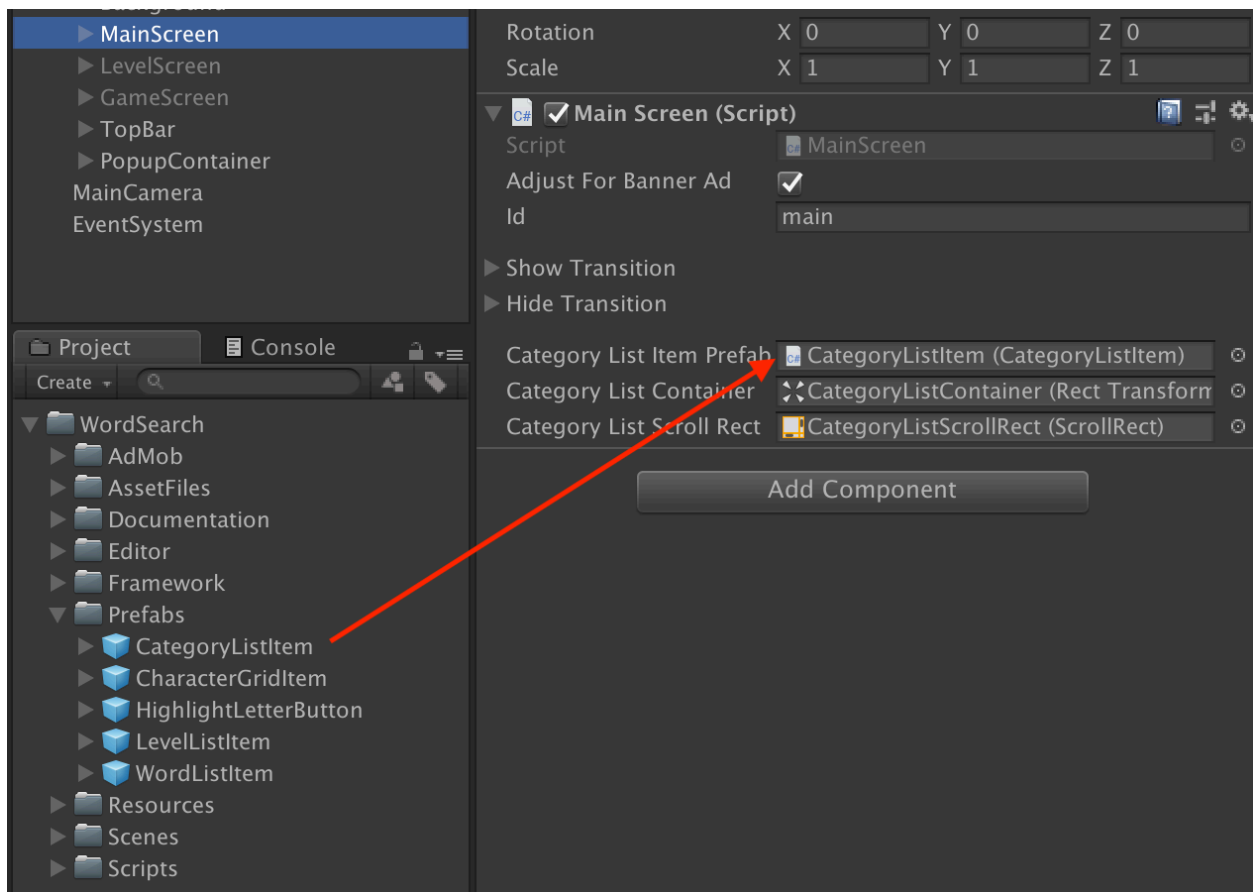 MainScreen
LevelScreen
GameScreen
TopBar
PopupContainer
MainCamera
EventSystem
Project Console
Create
WordSearch
AdMob
AssetFiles
Documentation
Editor
Framework
Prefabs
CategoryListItem
CharacterGridItem
HighlightLetterButton
LevelListItem
WordListItem
Resources
Scenes
Scripts
Rotation X 0 Y 0 Z 0
Scale X 1 Y 1 Z 1
C# Main Screen (Script)
Script MainScreen
Adjust For Banner Ad
Id main
Show Transition
Hide Transition
Category List Item Prefab CategoryListItem (CategoryListItem)
Category List Container CategoryListContainer (Rect Transform
Category List Scroll Rect CategoryListScrollRect (ScrollRect)
Add Component